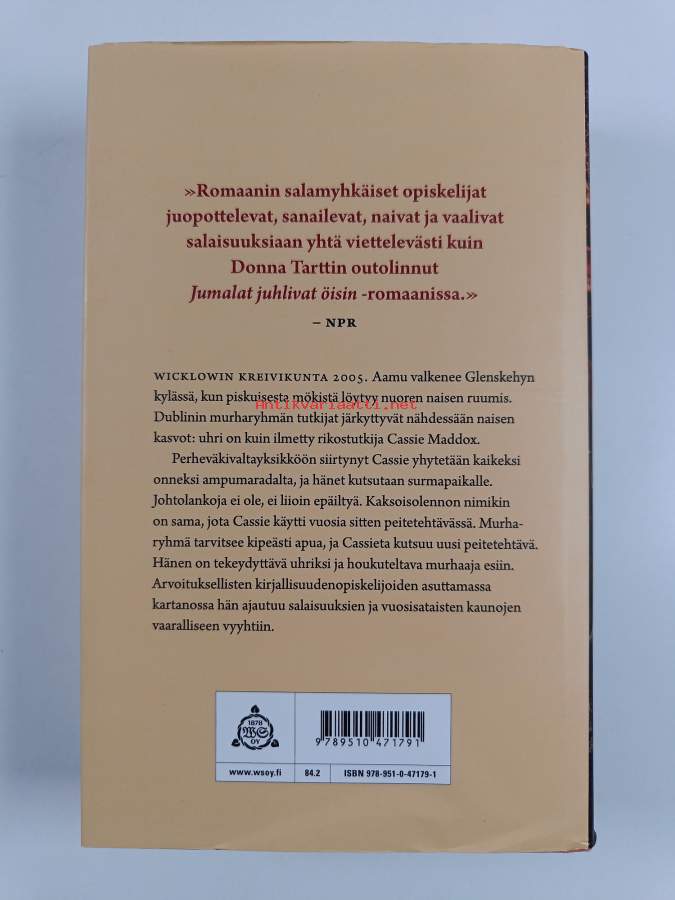 »Romaanin salamyhkäiset opiskelijat
juopottelevat, sanailevat, naivat ja vaalivat
salaisuuksiaan yhtä viettelevästi kuin
Donna Tarttin outolinnut
Jumalat juhlivat öisin -romaanissa.»
– NPR
WICKLOWIN KREIVIKUNTA 2005. Aamu valkenee Glenskehyn
kylässä, kun piskuisesta mökistä löytyy nuoren naisen ruumis.
Antikvariaatti.net
Dublinin murharyhmän tutkijat järkyttyvät nähdessään naisen
kasvot: uhri on kuin ilmetty rikostutkija Cassie Maddox.
Perheväkivaltayksikköön siirtynyt Cassie yhytetään kaikeksi
onneksi ampumaradalta, ja hänet kutsutaan surmapaikalle.
Johtolankoja ei ole, ei liioin epäiltyä. Kaksoisolennon nimikin
on sama, jota Cassie käytti vuosia sitten peitetehtävässä. Murha-
ryhmä tarvitsee kipeästi apua, ja Cassieta kutsuu uusi peitetehtävä.
Hänen on tekeydyttävä uhriksi ja houkuteltava murhaaja esiin.
Arvoituksellisten kirjallisuudenopiskelijoiden asuttamassa
kartanossa hän ajautuu salaisuuksien ja vuosisataisten kaunojen
vaaralliseen vyyhtiin.
1878
WS
OY
9 789510 471791
www.wsoy.fi
84.2
ISBN 978-951-0-47179-1